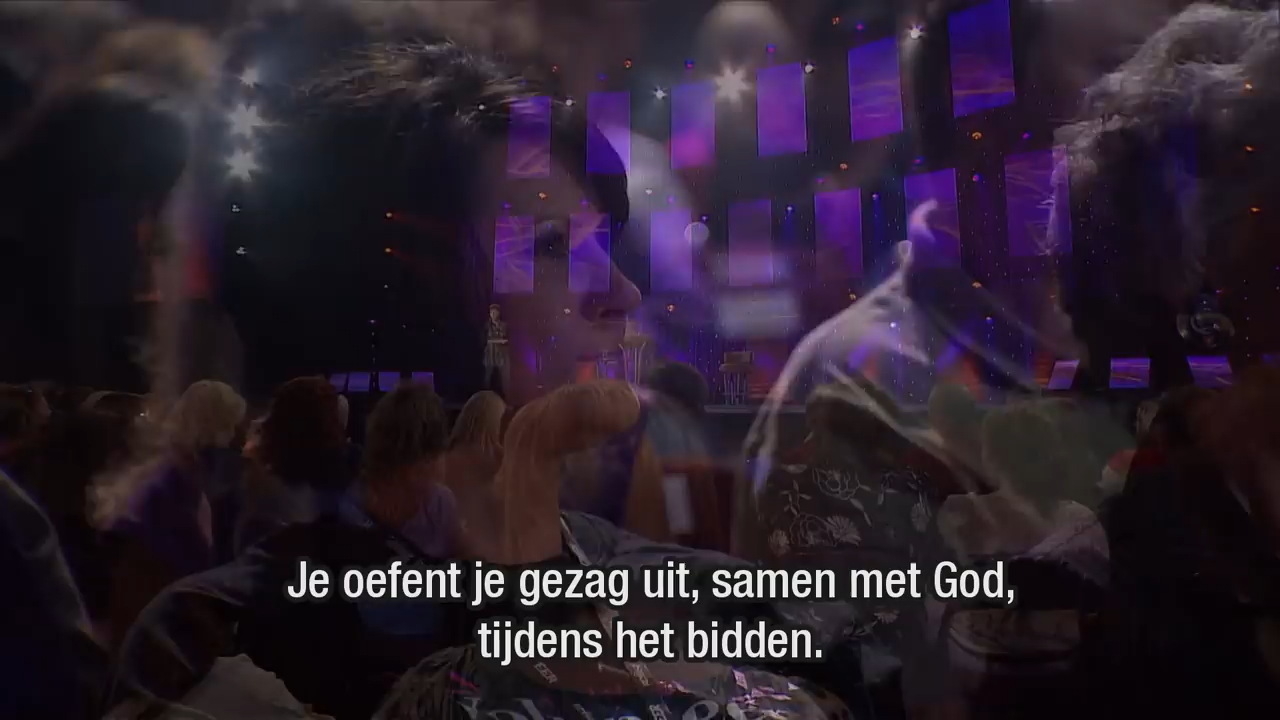 Je oefent je gezag uit, samen met God,
tijdens het bidden.